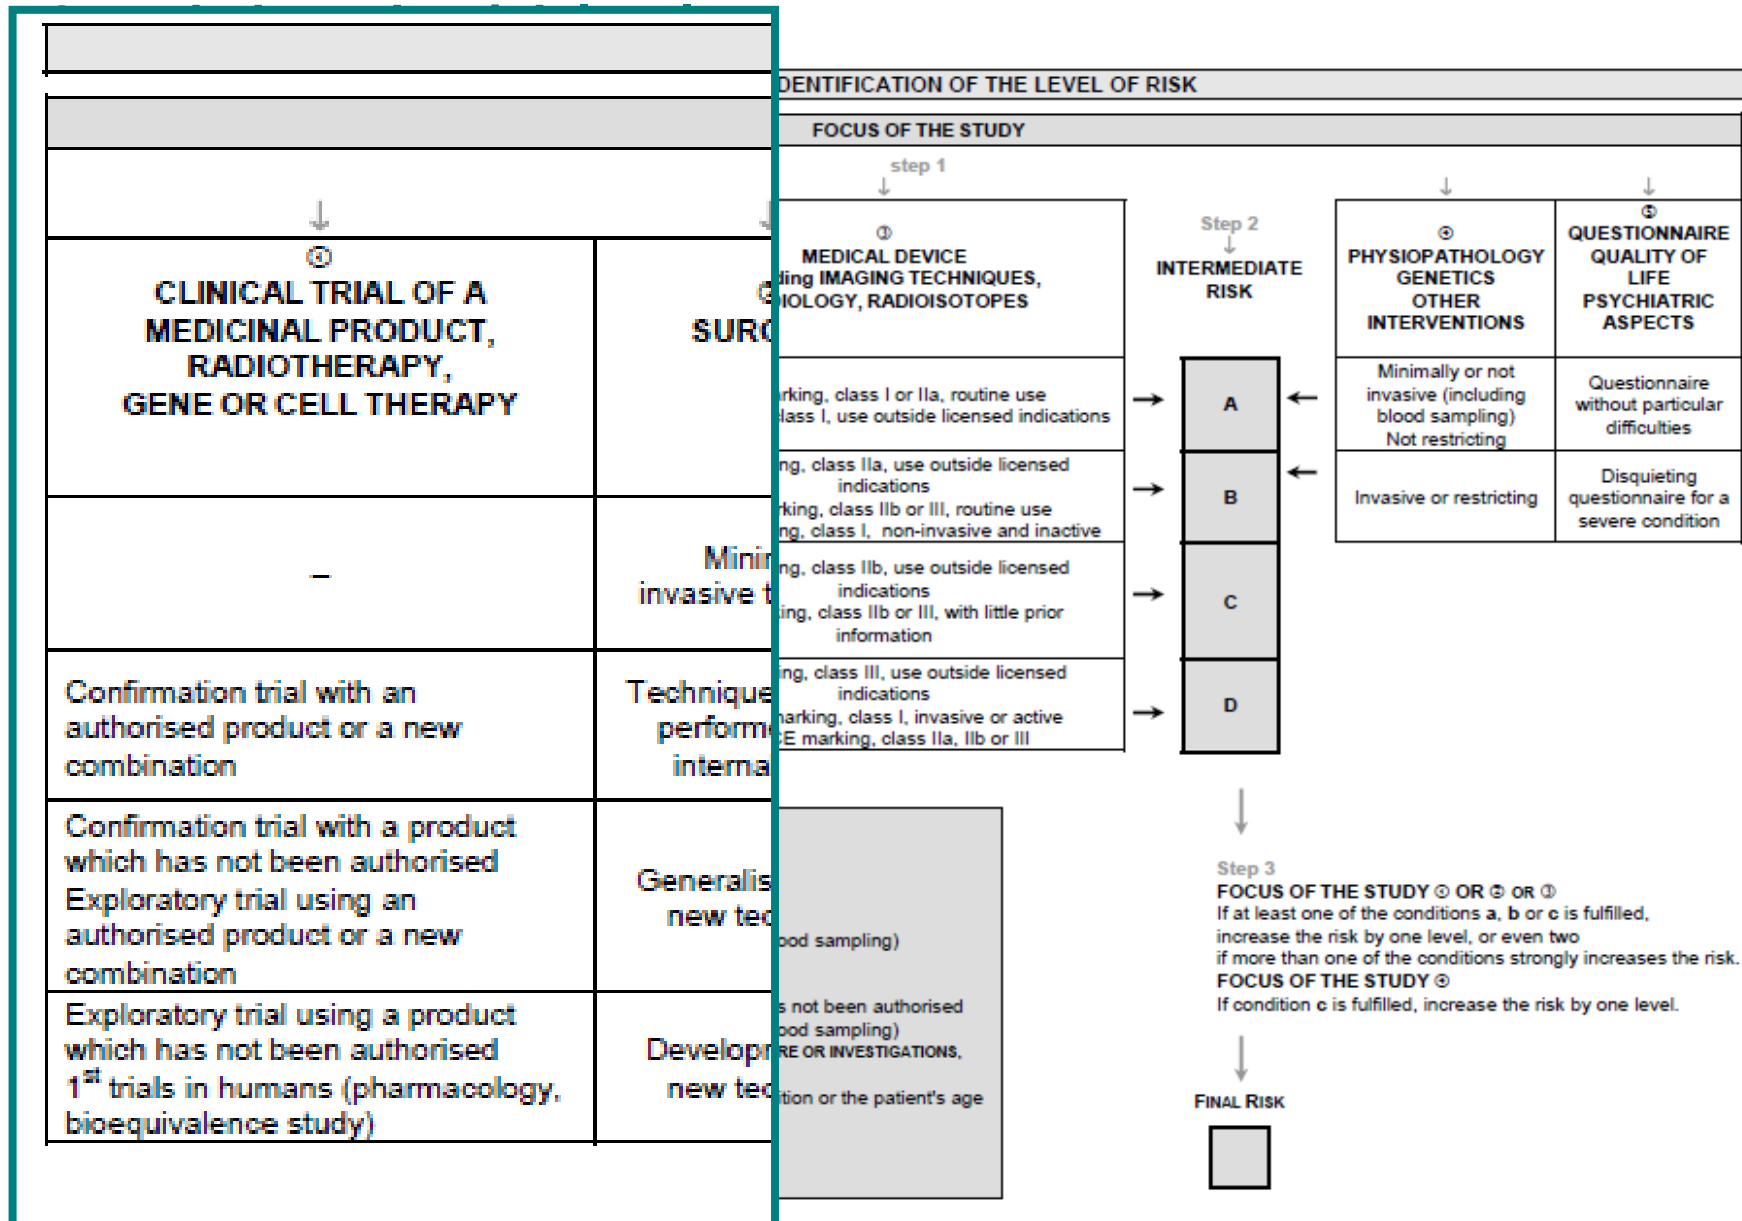 DENTIFICATION OF THE LEVEL OF RISK
FOCUS OF THE STUDY
step 1
↓
↓
①
CLINICAL TRIAL OF A
MEDICINAL PRODUCT,
RADIOTHERAPY,
GENE OR CELL THERAPY
SURG
–
Minin
invasive t
Confirmation trial with an
authorised product or a new
combination
Technique
performe
interna
Confirmation trial with a product
which has not been authorised
Exploratory trial using an
authorised product or a new
combination
Generalis
new tec
Exploratory trial using a product
which has not been authorised
1st trials in humans (pharmacology,
bioequivalence study)
Developm
new tec
③
MEDICAL DEVICE
ding IMAGING TECHNIQUES,
IOLOGY, RADIOISOTOPES
rking, class I or IIa, routine use
lass I, use outside licensed indications
ng, class IIa, use outside licensed
indications
rking, class IIb or III, routine use
ng, class I, non-invasive and inactive
ng, class IIb, use outside licensed
indications
ing, class IIb or III, with little prior
information
ing, class III, use outside licensed
indications
arking, class I, invasive or active
CE marking, class IIa, IIb or III
Step 2
↓
INTERMEDIATE
RISK
→ A ←
→ B ←
→ C
→ D
↓
④
PHYSIOPATHOLOGY
GENETICS
OTHER
INTERVENTIONS
Minimally or not
invasive (including
blood sampling)
Not restricting
Invasive or restricting
↓
⑤
QUESTIONNAIRE
QUALITY OF
LIFE
PSYCHIATRIC
ASPECTS
Questionnaire
without particular
difficulties
Disquieting
questionnaire for a
severe condition
ood sampling)
s not been authorised
ood sampling)
RE OR INVESTIGATIONS,
ition or the patient's age
↓
Step 3
FOCUS OF THE STUDY ① OR ② OR ③
If at least one of the conditions a, b or c is fulfilled,
increase the risk by one level, or even two
if more than one of the conditions strongly increases the risk.
FOCUS OF THE STUDY ④
If condition c is fulfilled, increase the risk by one level.
↓
FINAL RISK